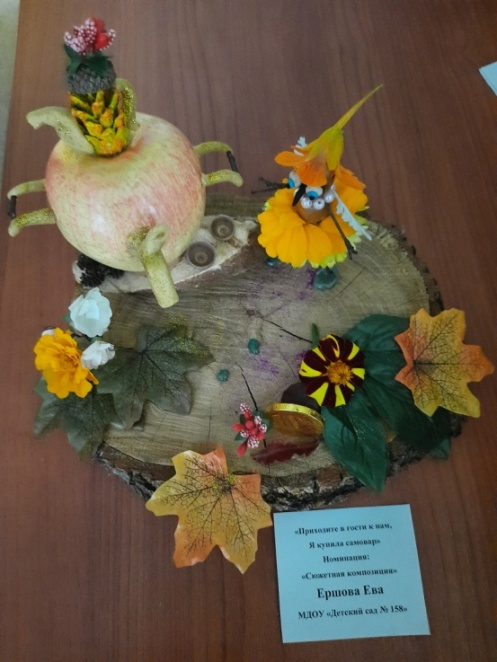 «Приходите в гости к нам,
Я купила самовар»
Номинация:
«Сюжетная композиция»
Ершова Ева
МДОУ «Детский сад № 158»